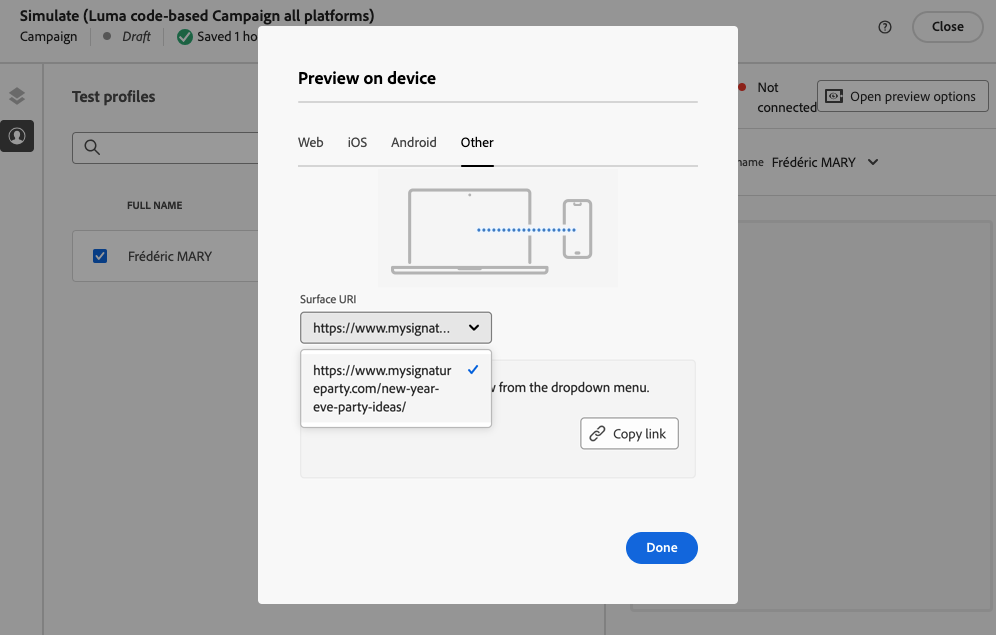 Simulate (Luma code-based Campaign all platforms)
Campaign Draft Saved 1 ho
Close
Test profiles
FULL NAME
Frédéric MARY
Not
connected
Open preview options
name Frédéric MARY
Preview on device
Web iOS Android Other
Surface URI
https://www.mysignat...
https://www.mysignatur
eparty.com/new-year-
eve-party-ideas/
from the dropdown menu.
Copy link
Done